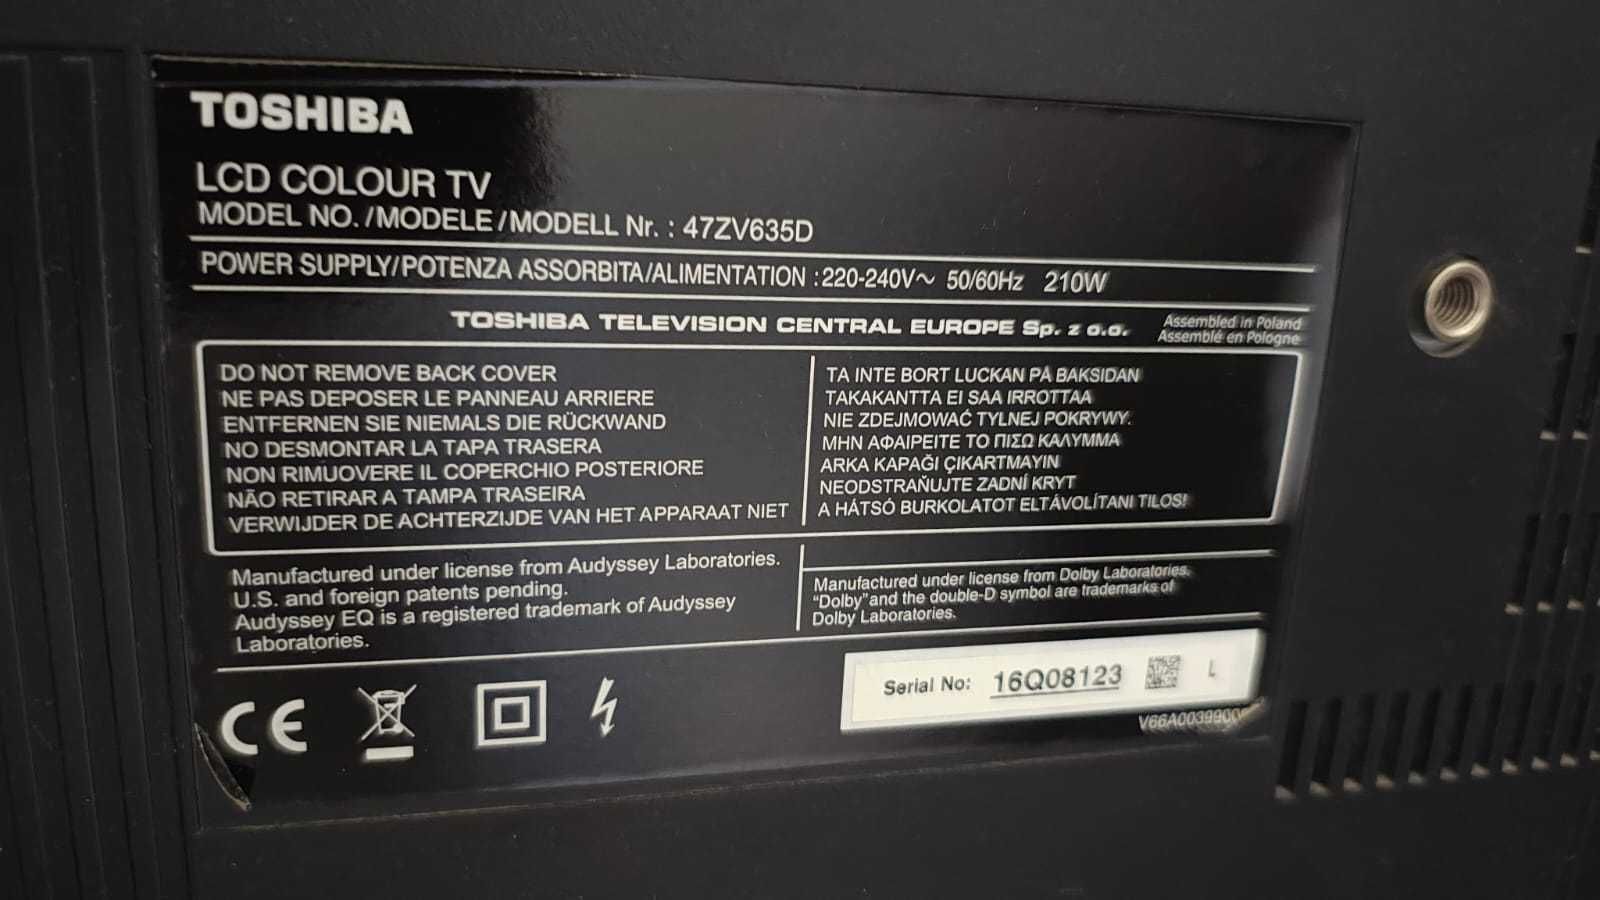 TOSHIBA
LCD COLOUR TV
MODEL NO./MODELE/MODELL Nr. : 47ZV635D
POWER SUPPLY/POTENZA ASSORBITA/ALIMENTATION :220-240V~ 50/60Hz 210W
TOSHIBA TELEVISION CENTRAL EUROPE Sp. z o.o.
Assembled in Poland
Assemblé en Pologne
DO NOT REMOVE BACK COVER
NE PAS DEPOSER LE PANNEAU ARRIERE
ENTFERNEN SIE NIEMALS DIE RÜCKWAND
NO DESMONTAR LA TAPA TRASERA
NON RIMUOVERE IL COPERCHIO POSTERIORE
NÃO RETIRAR A TAMPA TRASEIRA
VERWIJDER DE ACHTERZIJDE VAN HET APPARAAT NIET
TA INTE BORT LUCKAN PÅ BAKSIDAN
TAKAKANTTA EI SAA IRROTTAA
NIE ZDEJMOWAĆ TYLNEJ POKRYWY.
ΜΗΝ ΑΦΑΙΡΕΙΤΕ ΤΟ ΠΙΣΩ ΚΑΛΥΜΜΑ
ARKA KAPAĞI ÇIKARTMAYIN
NEODSTRAŇUJTE ZADNÍ KRYT
A HÁTSÓ BURKOLATOT ELTÁVOLÍTANI TILOS!
Manufactured under license from Audyssey Laboratories.
U.S. and foreign patents pending.
Audyssey EQ is a registered trademark of Audyssey
Laboratories.
Manufactured under license from Dolby Laboratories.
"Dolby" and the double-D symbol are trademarks of
Dolby Laboratories.
CE
Serial No: 16Q08123 L